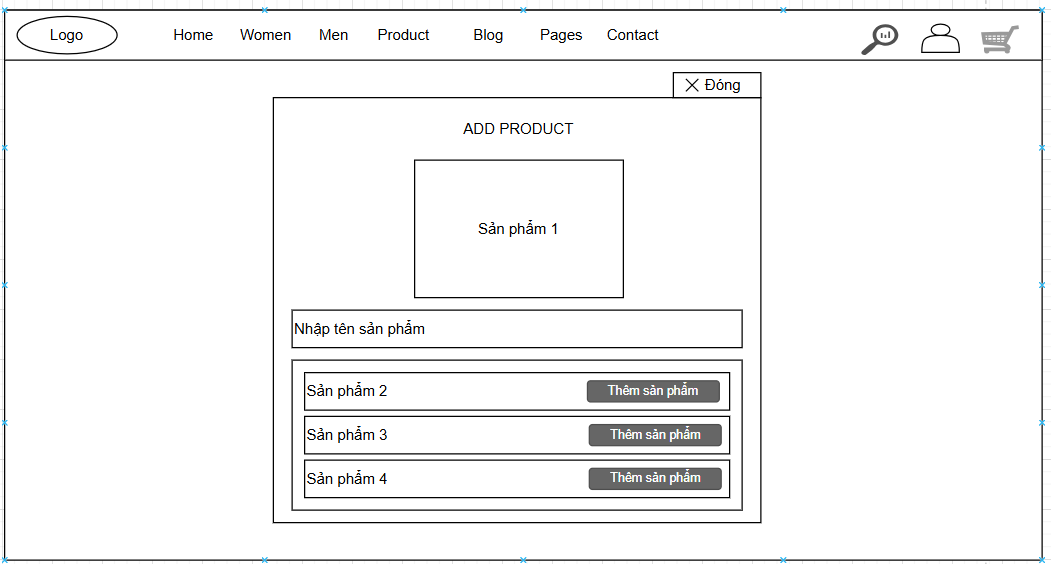 Logo Home Women Men Product Blog Pages Contact
Đóng
ADD PRODUCT
Sản phẩm 1
Nhập tên sản phẩm
Sản phẩm 2 Thêm sản phẩm
Sản phẩm 3 Thêm sản phẩm
Sản phẩm 4 Thêm sản phẩm